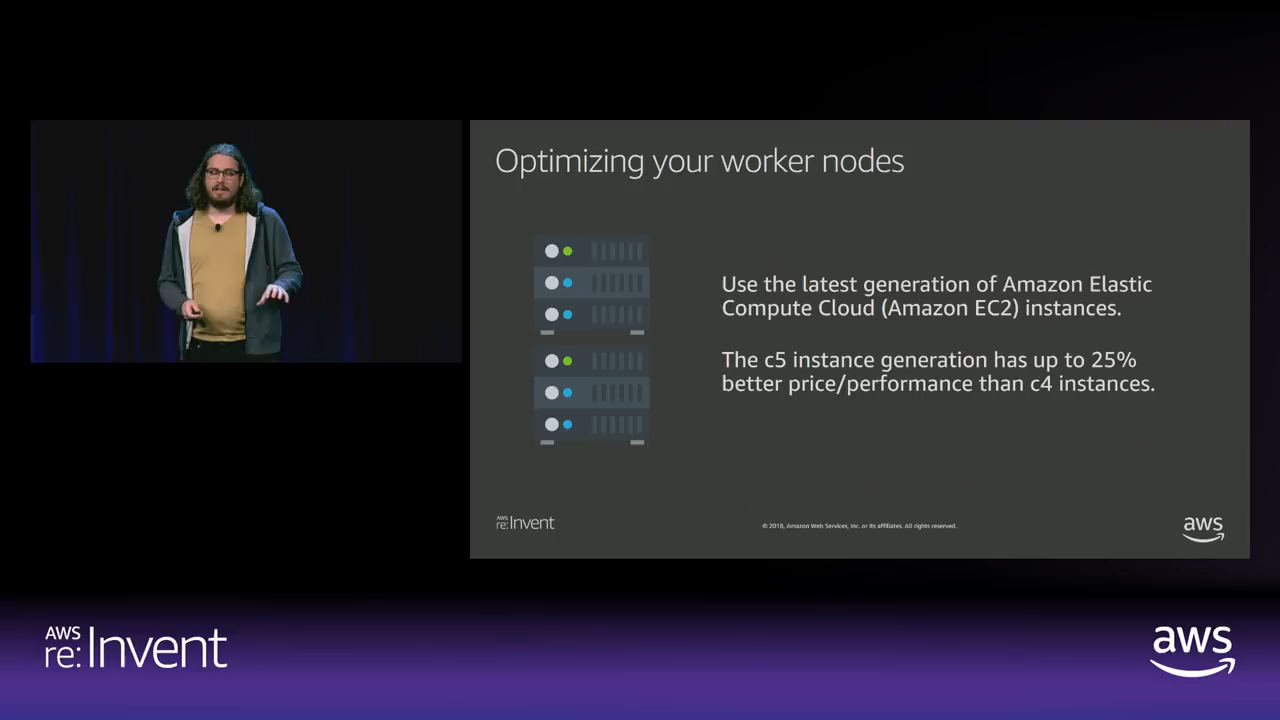 Optimizing your worker nodes
Use the latest generation of Amazon Elastic
Compute Cloud (Amazon EC2) instances.
The c5 instance generation has up to 25%
better price/performance than c4 instances.
AWS
re:Invent
© 2018, Amazon Web Services, Inc. or its affiliates. All rights reserved.
aws
AWS
re:Invent
aws